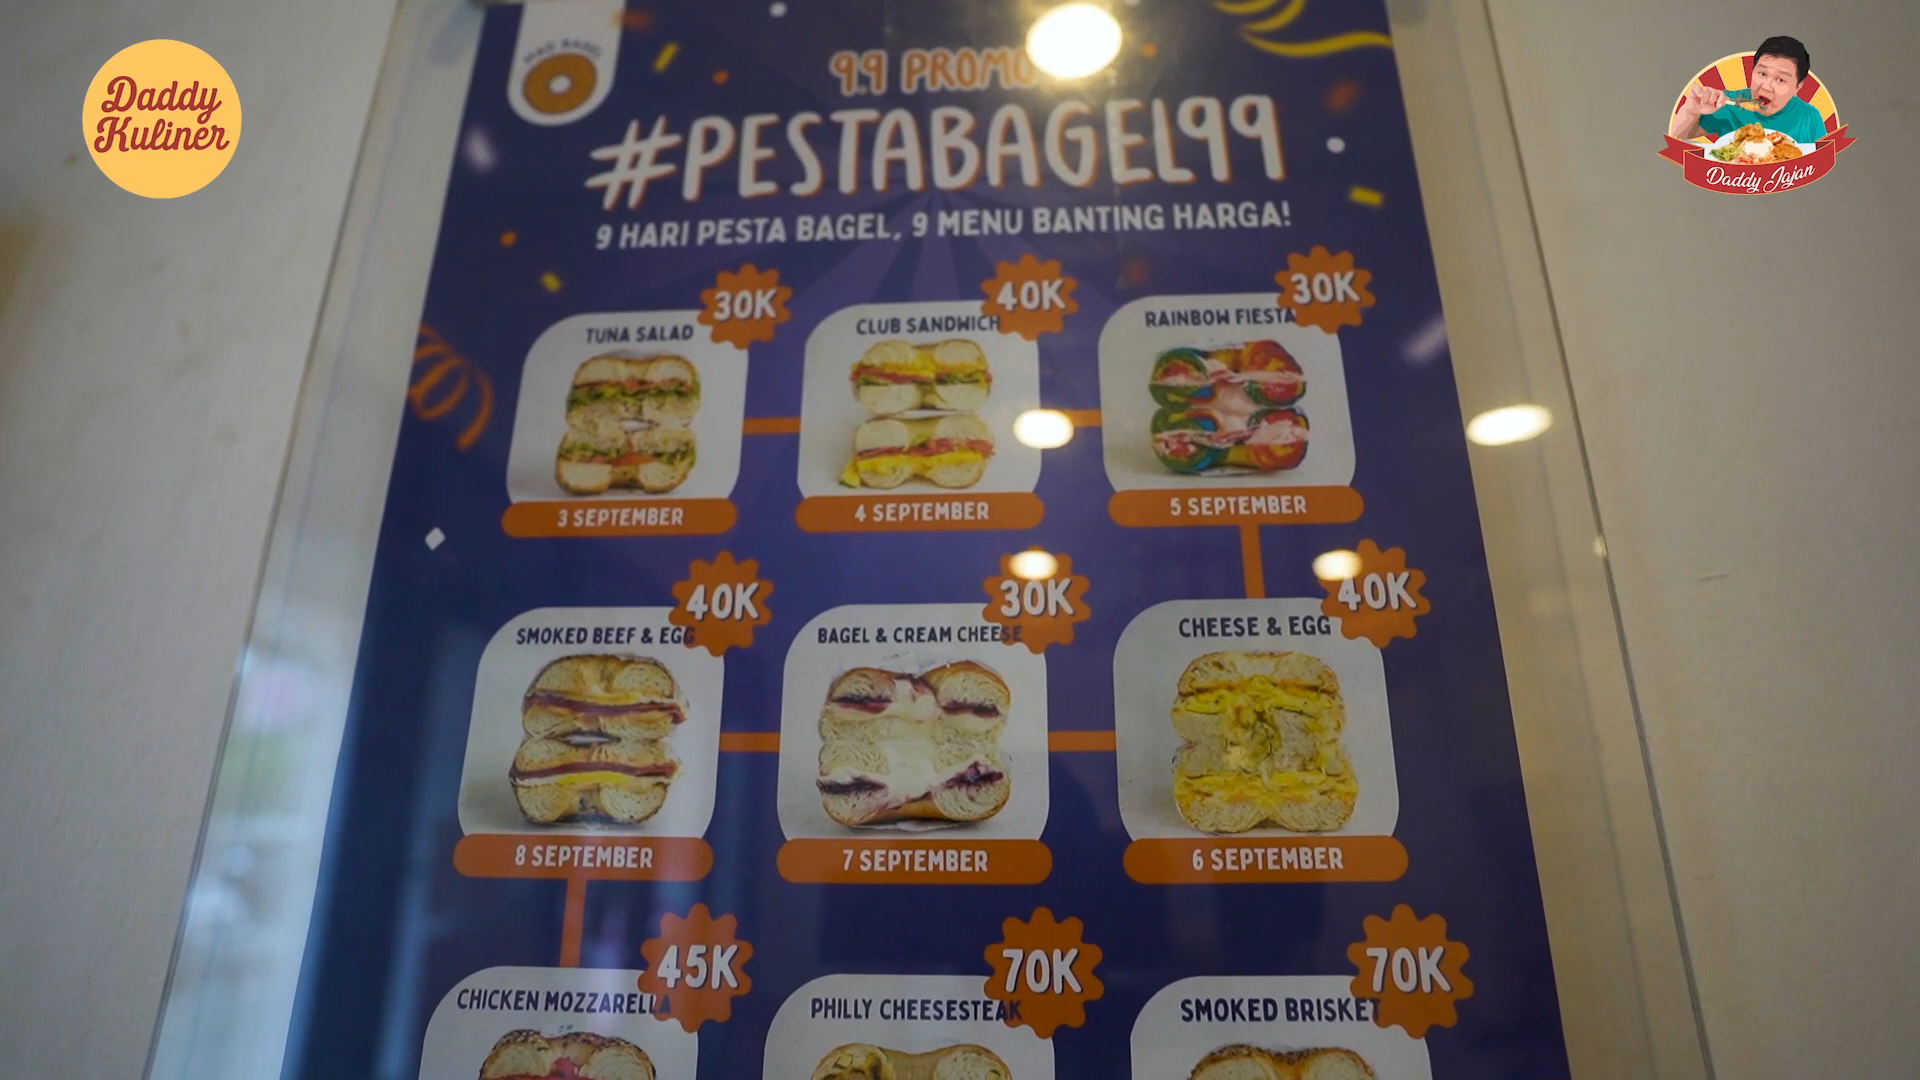 Daddy
Kuliner
Daddy Jajan
9.9 PROMO
#PESTABAGEL99
9 HARI PESTA BAGEL, 9 MENU BANTING HARGA!
TUNA SALAD
30K
3 SEPTEMBER
CLUB SANDWICH
40K
4 SEPTEMBER
RAINBOW FIESTA
30K
5 SEPTEMBER
SMOKED BEEF & EGG
40K
8 SEPTEMBER
BAGEL & CREAM CHEESE
30K
7 SEPTEMBER
CHEESE & EGG
40K
6 SEPTEMBER
CHICKEN MOZZARELLA
45K
PHILLY CHEESESTEAK
70K
SMOKED BRISKET
70K